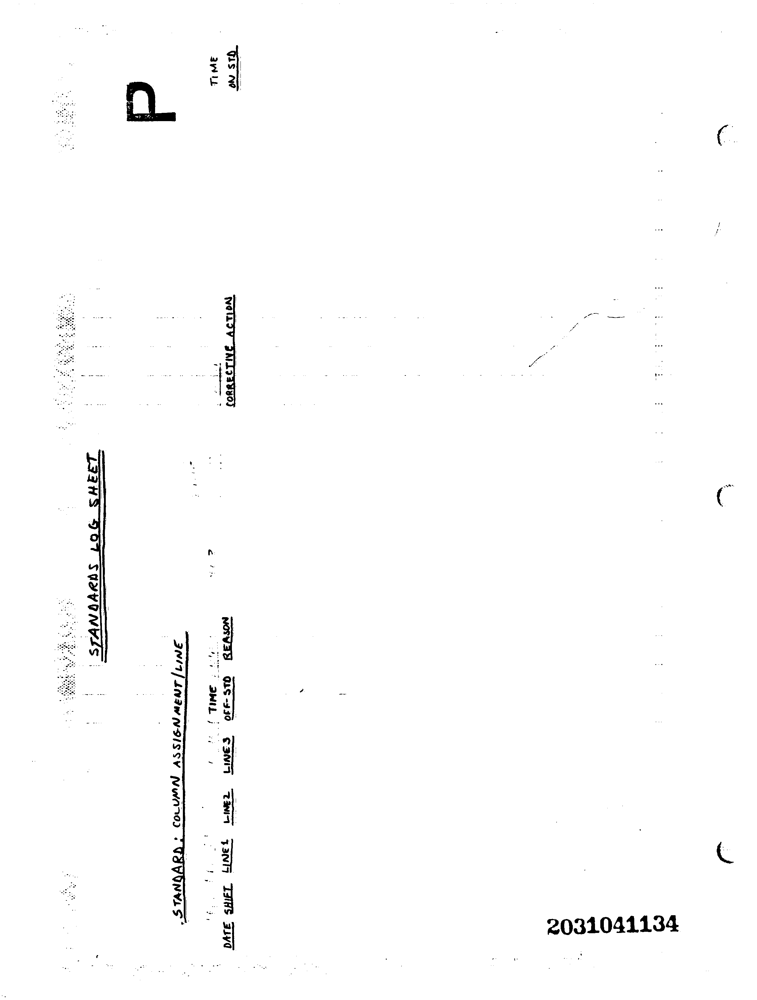 STANDARDS LOG SHEET
P
STANDARD: COLUMN ASSIGNMENT/LINE
TIME TIME
DATE SHIFT LINE1 LINE2 LINE3 OFF-STD REASON CORRECTIVE ACTION ON STD
2031041134